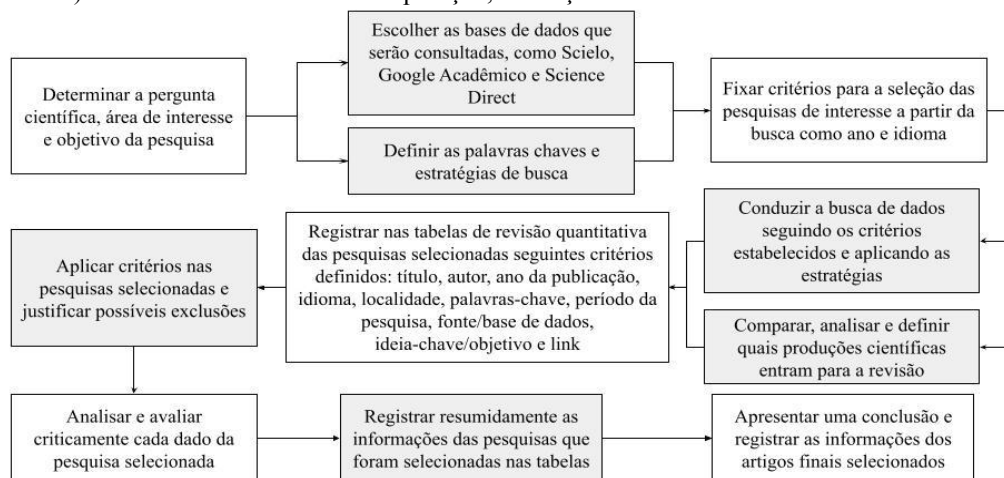 Escolher as bases de dados que
serão consultadas, como Scielo,
Google Acadêmico e Science
Direct
Determinar a pergunta
científica, área de interesse
e objetivo da pesquisa
Definir as palavras chaves e
estratégias de busca
Fixar critérios para a seleção das
pesquisas de interesse a partir da
busca como ano e idioma
Conduzir a busca de dados
seguindo os critérios
estabelecidos e aplicando as
estratégias
Comparar, analisar e definir
quais produções científicas
entram para a revisão
Registrar nas tabelas de revisão quantitativa
das pesquisas selecionadas seguintes critérios
definidos: título, autor, ano da publicação,
idioma, localidade, palavras-chave, período da
pesquisa, fonte/base de dados,
ideia-chave/objetivo e link
Aplicar critérios nas
pesquisas selecionadas e
justificar possíveis exclusões
Analisar e avaliar
criticamente cada dado da
pesquisa selecionada
Registrar resumidamente as
informações das pesquisas que
foram selecionadas nas tabelas
Apresentar uma conclusão e
registrar as informações dos
artigos finais selecionados